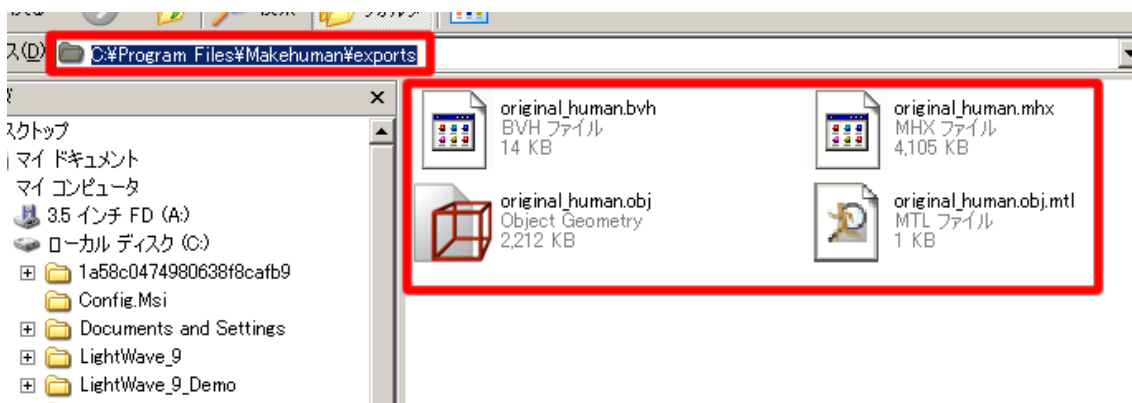 ス(D)
C:¥Program Files¥Makehuman¥exports
スクトップ
マイ ドキュメント
マイ コンピュータ
3.5 インチ FD (A:)
ローカル ディスク (C:)
1a58c0474980638f8cafb9
Config.Msi
Documents and Settings
LightWave_9
LightWave_9_Demo
original_human.bvh
BVH ファイル
14 KB
original_human.mhx
MHX ファイル
4,105 KB
original_human.obj
Object Geometry
2,212 KB
original_human.obj.mtl
MTL ファイル
1 KB